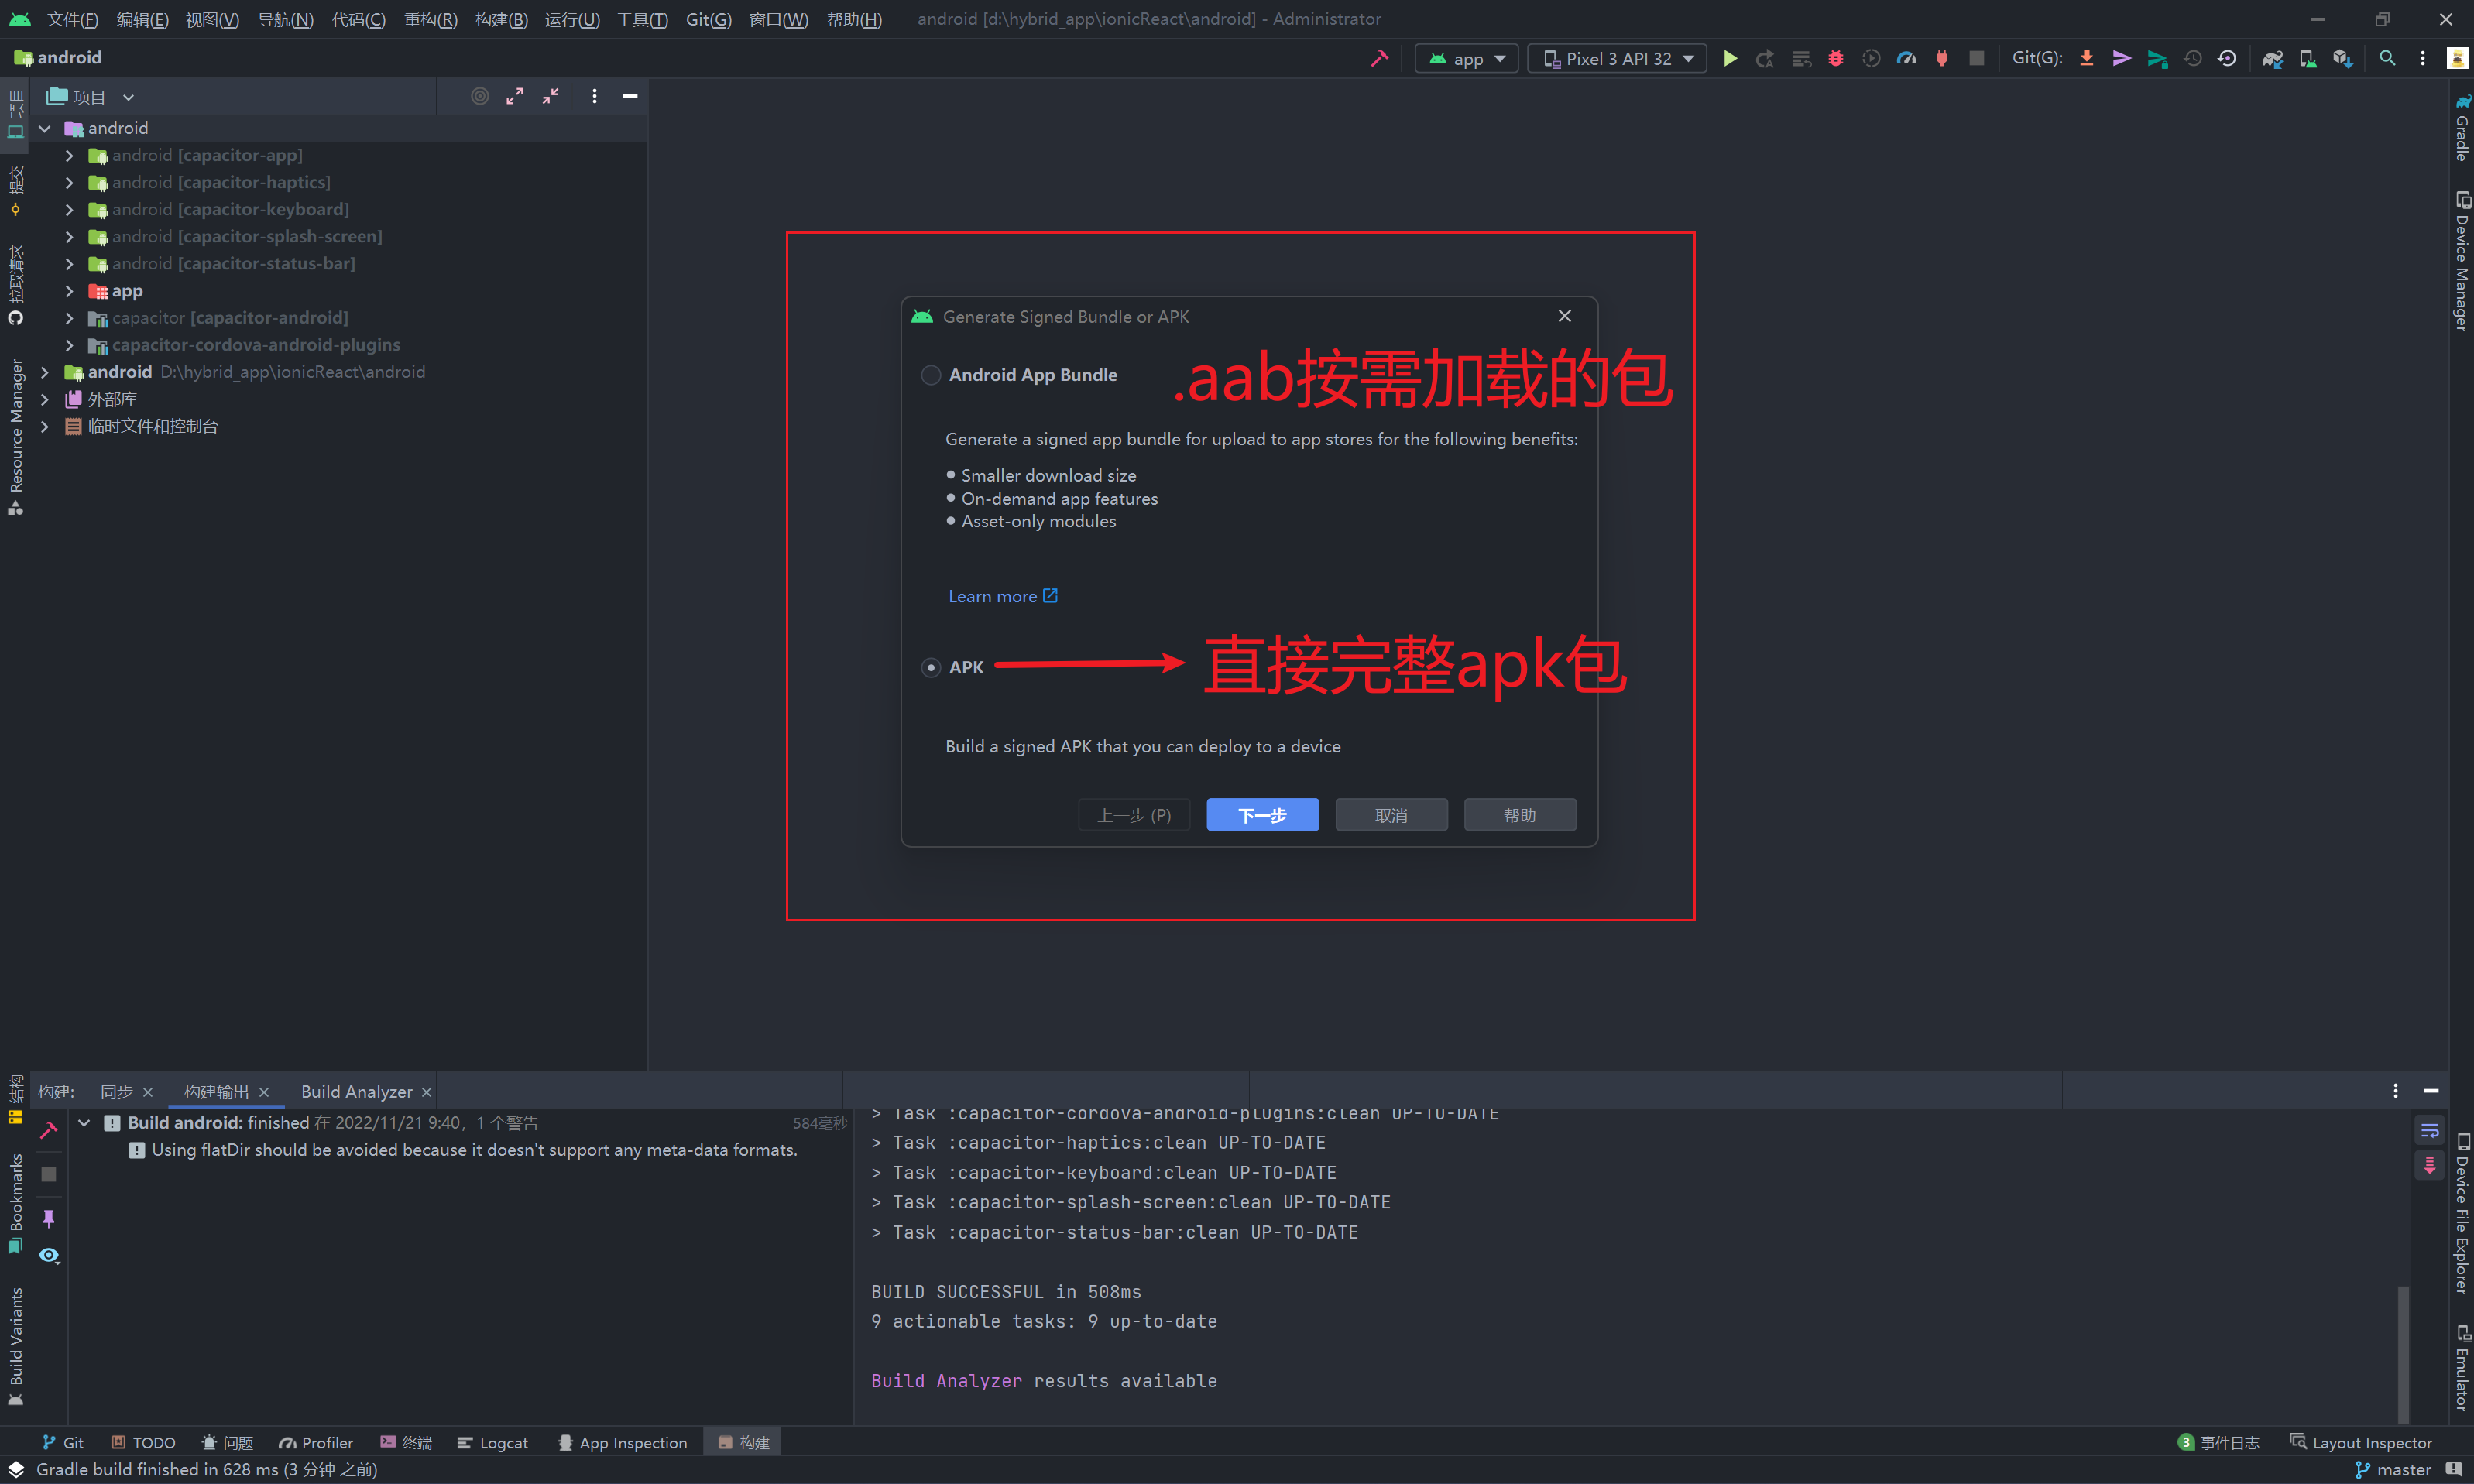 文件(F) 编辑(E) 视图(V) 导航(N) 代码(C) 重构(R) 构建(B) 运行(U) 工具(T) Git(G) 窗口(W) 帮助(H) android [d:\hybrid_app\ionicReact\android] - Administrator
android
app
Pixel 3 API 32
Git(G):
项目
android
android [capacitor-app]
android [capacitor-haptics]
android [capacitor-keyboard]
android [capacitor-splash-screen]
android [capacitor-status-bar]
app
capacitor [capacitor-android]
capacitor-cordova-android-plugins
android D:\hybrid_app\ionicReact\android
外部库
临时文件和控制台
项目
提交
拉取请求
Resource Manager
结构
Bookmarks
Build Variants
Generate Signed Bundle or APK
Android App Bundle
.aab按需加载的包
Generate a signed app bundle for upload to app stores for the following benefits:
Smaller download size
On-demand app features
Asset-only modules
Learn more
APK
直接完整apk包
Build a signed APK that you can deploy to a device
上一步 (P)
下一步
取消
帮助
Gradle
Device Manager
Device File Explorer
Emulator
构建: 同步 构建输出 Build Analyzer
Build android: finished 在 2022/11/21 9:40，1 个警告 584毫秒
Using flatDir should be avoided because it doesn't support any meta-data formats.
> Task :capacitor-cordova-android-plugins:clean UP-TO-DATE
> Task :capacitor-haptics:clean UP-TO-DATE
> Task :capacitor-keyboard:clean UP-TO-DATE
> Task :capacitor-splash-screen:clean UP-TO-DATE
> Task :capacitor-status-bar:clean UP-TO-DATE
BUILD SUCCESSFUL in 508ms
9 actionable tasks: 9 up-to-date
Build Analyzer results available
Git TODO 问题 Profiler 终端 Logcat App Inspection 构建 3 事件日志 Layout Inspector
Gradle build finished in 628 ms (3 分钟 之前) master